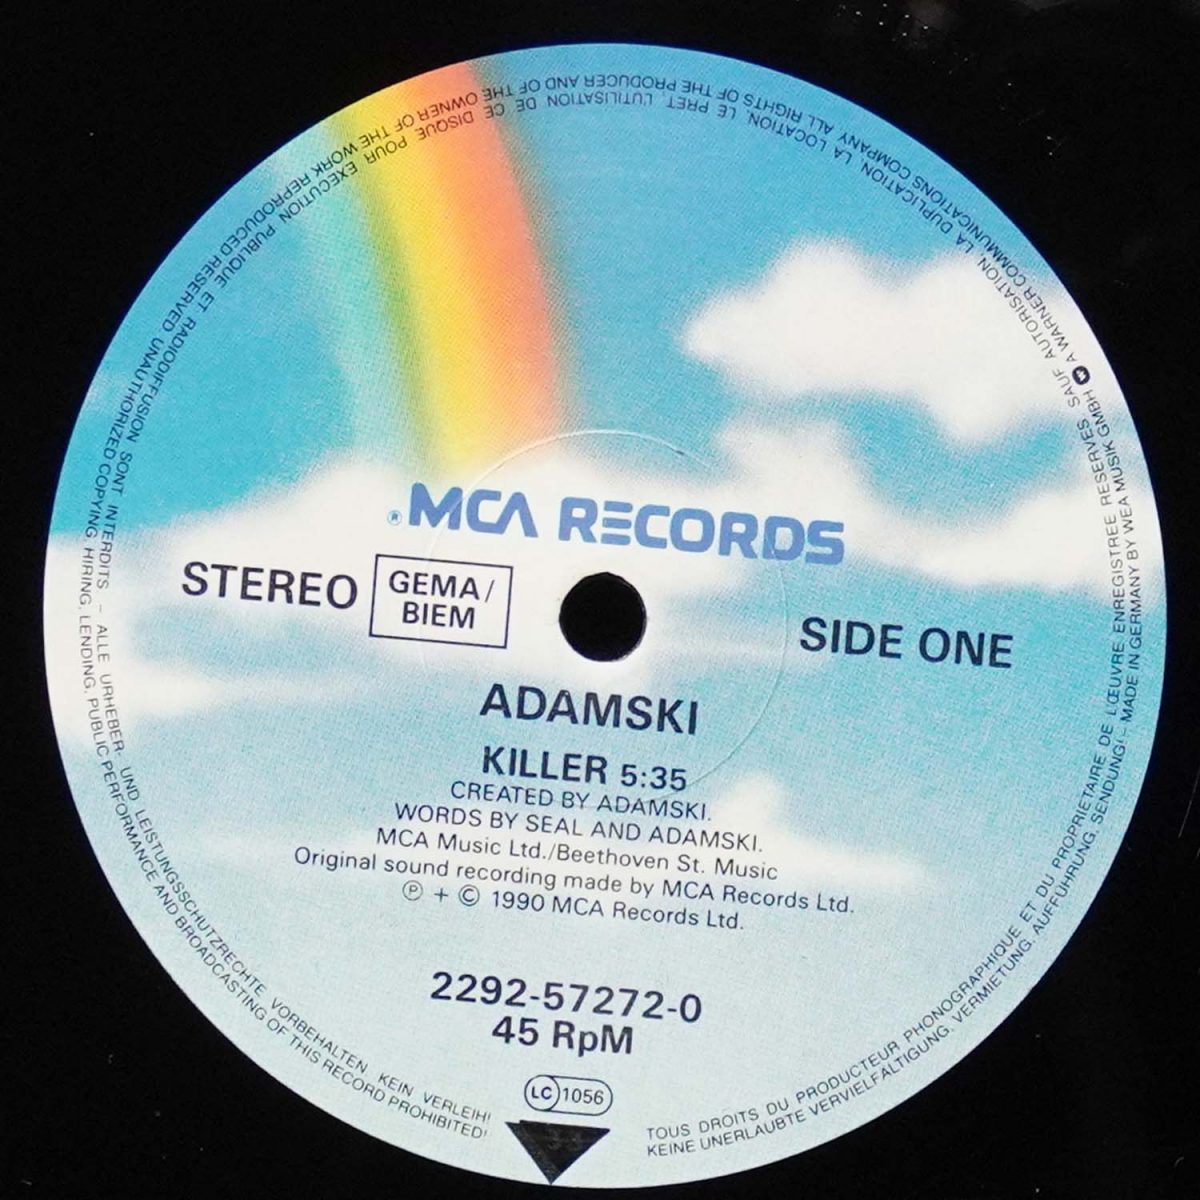 ® MCA RECORDS
STEREO
GEMA/
BIEM
SIDE ONE
ADAMSKI
KILLER 5:35
CREATED BY ADAMSKI.
WORDS BY SEAL AND ADAMSKI.
MCA Music Ltd./Beethoven St. Music
Original sound recording made by MCA Records Ltd.
℗ + © 1990 MCA Records Ltd.
2292-57272-0
45 RpM
LC 1056
TOUS DROITS DU PRODUCTEUR PHONOGRAPHIQUE ET DU PROPRIETAIRE DE L'ŒUVRE ENREGISTREE RESERVES SAUF AUTORISATION, LA DUPLICATION, LA LOCATION, LE PRET, L'UTILISATION DE CE DISQUE POUR EXECUTION PUBLIQUE ET RADIODIFFUSION SONT INTERDITS – ALLE URHEBER- UND LEISTUNGSSCHUTZRECHTE VORBEHALTEN KEIN VERLEIH!
KEINE UNERLAUBTE VERVIELFÄLTIGUNG, VERMIETUNG, AUFFÜHRUNG, SENDUNG! – MADE IN GERMANY BY WEA MUSIK GMBH A WARNER COMMUNICATIONS COMPANY ALL RIGHTS OF THE PRODUCER AND OF THE OWNER OF THE WORK REPRODUCED RESERVED UNAUTHORIZED COPYING, HIRING, LENDING, PUBLIC PERFORMANCE AND BROADCASTING OF THIS RECORD PROHIBITED!